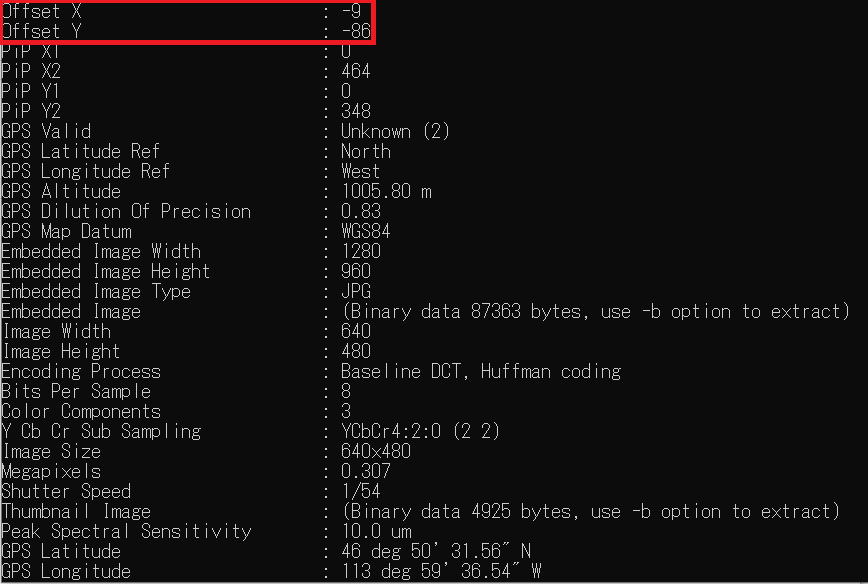 Offset X : -9
Offset Y : -86
PiP X1 : 0
PiP X2 : 464
PiP Y1 : 0
PiP Y2 : 348
GPS Valid : Unknown (2)
GPS Latitude Ref : North
GPS Longitude Ref : West
GPS Altitude : 1005.80 m
GPS Dilution Of Precision : 0.83
GPS Map Datum : WGS84
Embedded Image Width : 1280
Embedded Image Height : 960
Embedded Image Type : JPG
Embedded Image : (Binary data 87363 bytes, use -b option to extract)
Image Width : 640
Image Height : 480
Encoding Process : Baseline DCT, Huffman coding
Bits Per Sample : 8
Color Components : 3
Y Cb Cr Sub Sampling : YCbCr4:2:0 (2 2)
Image Size : 640x480
Megapixels : 0.307
Shutter Speed : 1/54
Thumbnail Image : (Binary data 4925 bytes, use -b option to extract)
Peak Spectral Sensitivity : 10.0 um
GPS Latitude : 46 deg 50' 31.56" N
GPS Longitude : 113 deg 59' 36.54" W